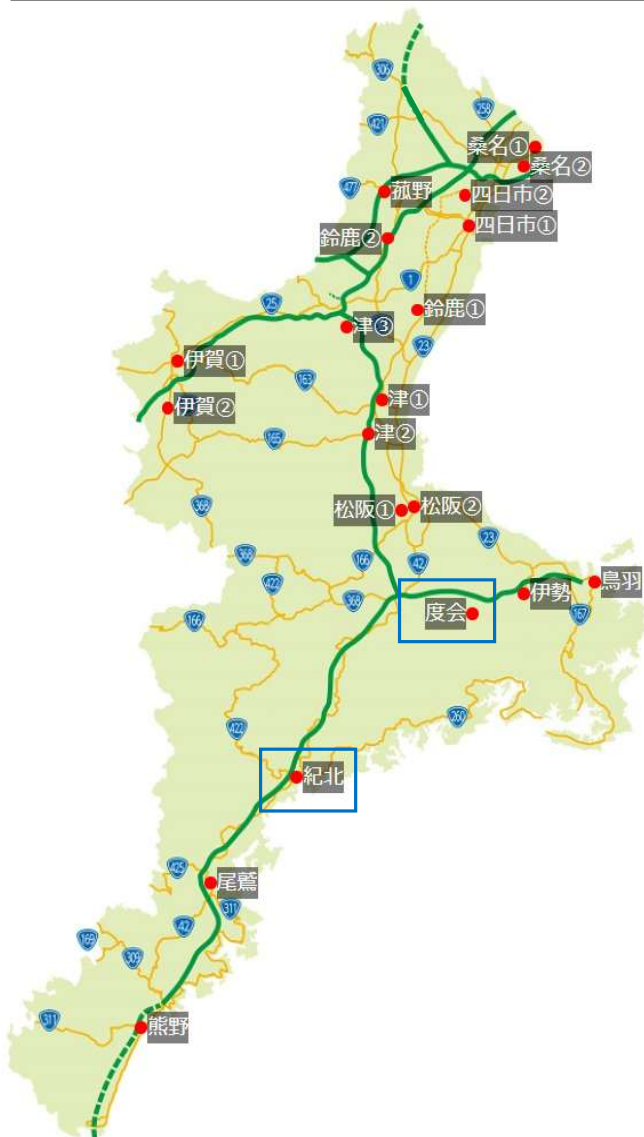 306
258
421
桑名①
桑名②
477
菰野
四日市②
四日市①
鈴鹿②
1
25
鈴鹿①
津③
23
伊賀①
163
津①
伊賀②
津②
165
368
松阪①
松阪②
23
368
166
42
422
368
伊勢
鳥羽
167
度会
166
260
422
紀北
425
尾鷲
311
42
169
309
311
熊野